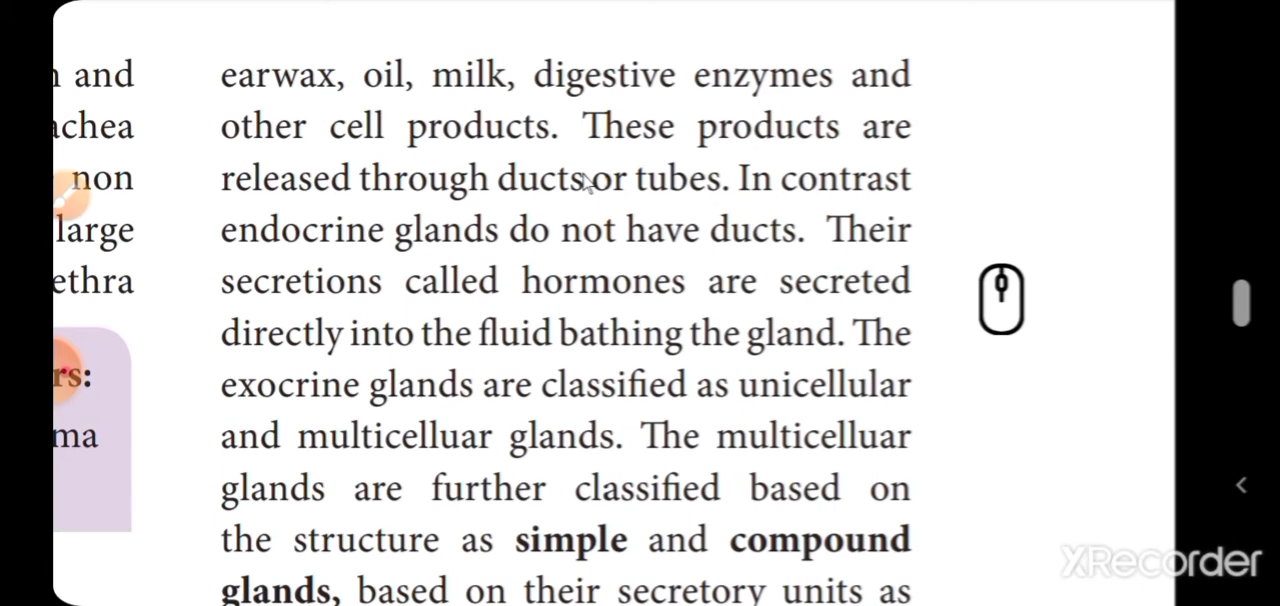 and
achea
non
large
ethra
rs:
ma
earwax, oil, milk, digestive enzymes and
other cell products. These products are
released through ducts or tubes. In contrast
endocrine glands do not have ducts. Their
secretions called hormones are secreted
directly into the fluid bathing the gland. The
exocrine glands are classified as unicellular
and multicelluar glands. The multicelluar
glands are further classified based on
the structure as simple and compound
glands, based on their secretory units as
XRecorder